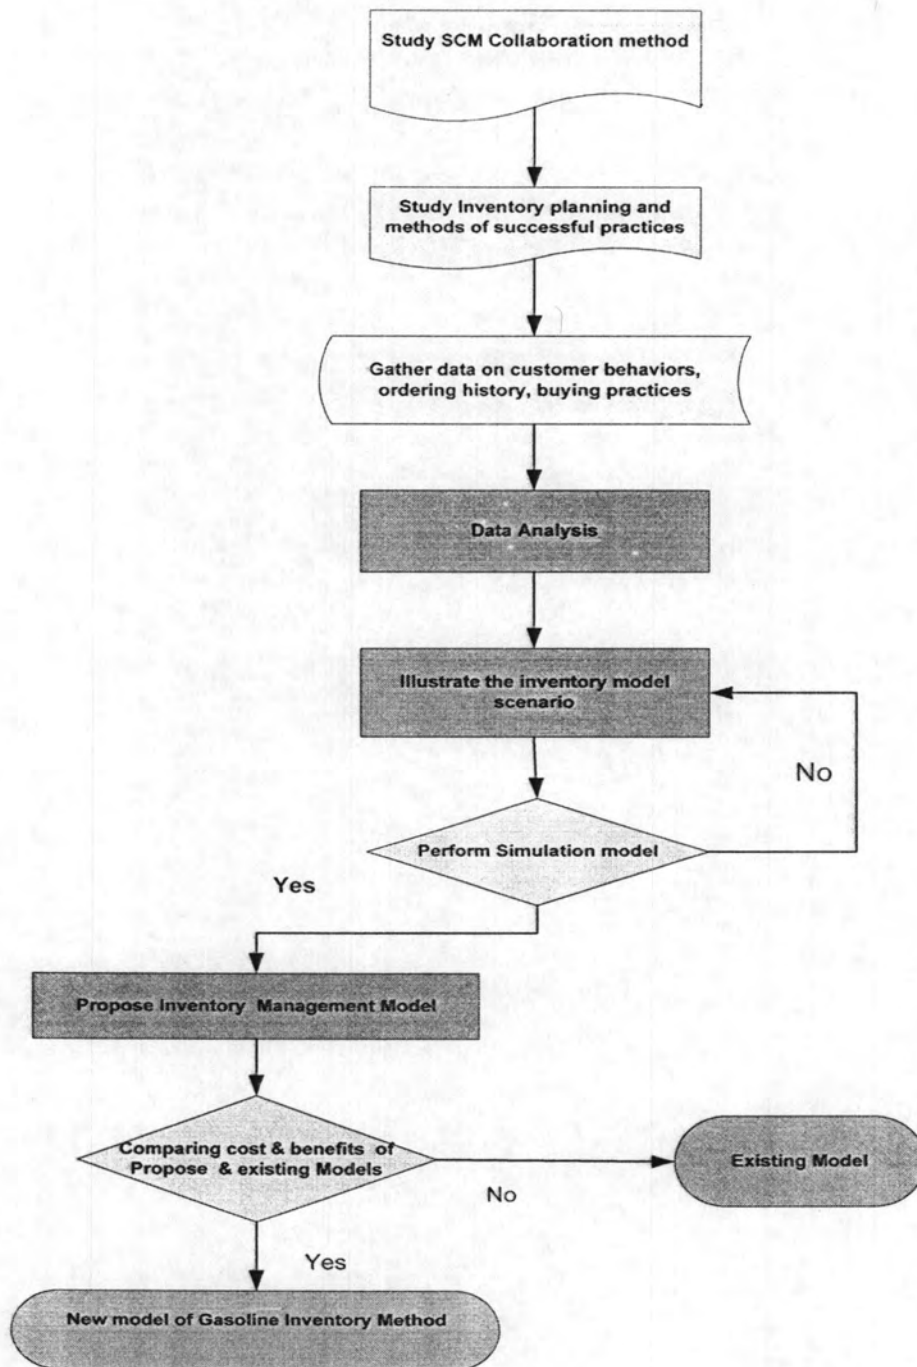 Study SCM Collaboration method
Study Inventory planning and
methods of successful practices
Gather data on customer behaviors,
ordering history, buying practices
Data Analysis
Illustrate the inventory model
scenario
No
Perform Simulation model
Yes
Propose Inventory Management Model
Comparing cost & benefits of
Propose & existing Models
Existing Model
No
Yes
New model of Gasoline Inventory Method